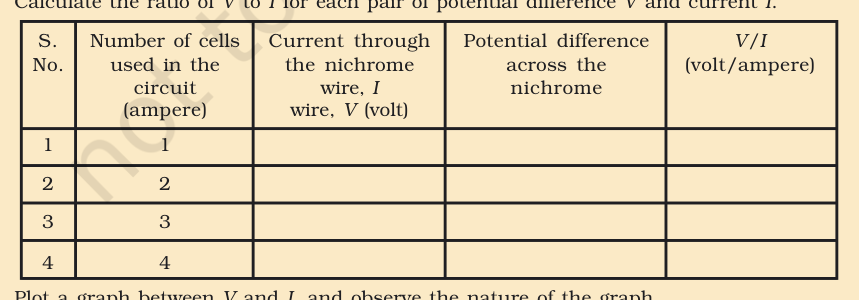 Calculate the ratio of V to I for each pair of potential difference V and current I.
S. No. | Number of cells used in the circuit (ampere) | Current through the nichrome wire, I wire, V (volt) | Potential difference across the nichrome | V/I (volt/ampere)
1 | 1
2 | 2
3 | 3
4 | 4
Plot a graph between V and I, and observe the nature of the graph.
not to